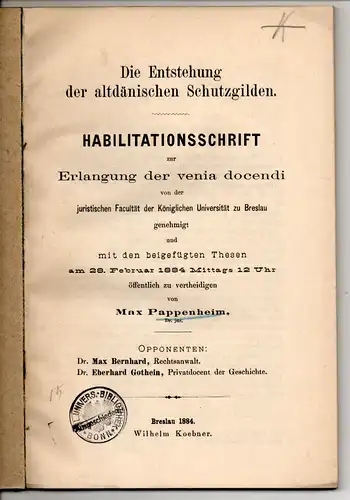 Die Entstehung
der altdänischen Schutzgilden.
HABILITATIONSSCHRIFT
zur
Erlangung der venia docendi
von der
juristischen Facultät der Königlichen Universität zu Breslau
genehmigt
und
mit den beigefügten Thesen
am 28. Februar 1884 Mittags 12 Uhr
öffentlich zu vertheidigen
von
Max Pappenheim,
Dr. jur.
OPPONENTEN:
Dr. Max Bernhard, Rechtsanwalt.
Dr. Eberhard Gothein, Privatdocent der Geschichte.
Ausgeschieden
BONN
Breslau 1884.
Wilhelm Koebner.